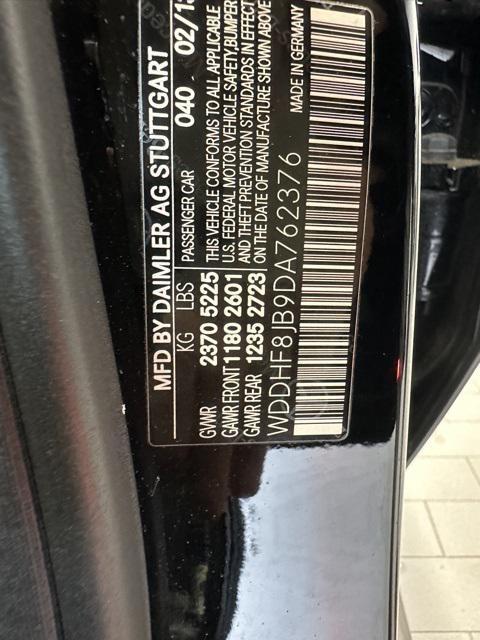 MFD BY DAIMLER AG STUTTGART
KG LBS PASSENGER CAR 040 02/13
GVWR 2370 5225 THIS VEHICLE CONFORMS TO ALL APPLICABLE
GAWR FRONT 1180 2601 U.S. FEDERAL MOTOR VEHICLE SAFETY, BUMPER
GAWR REAR 1235 2723 AND THEFT PREVENTION STANDARDS IN EFFECT
ON THE DATE OF MANUFACTURE SHOWN ABOVE
WDDHF8JB9DA762376 MADE IN GERMANY